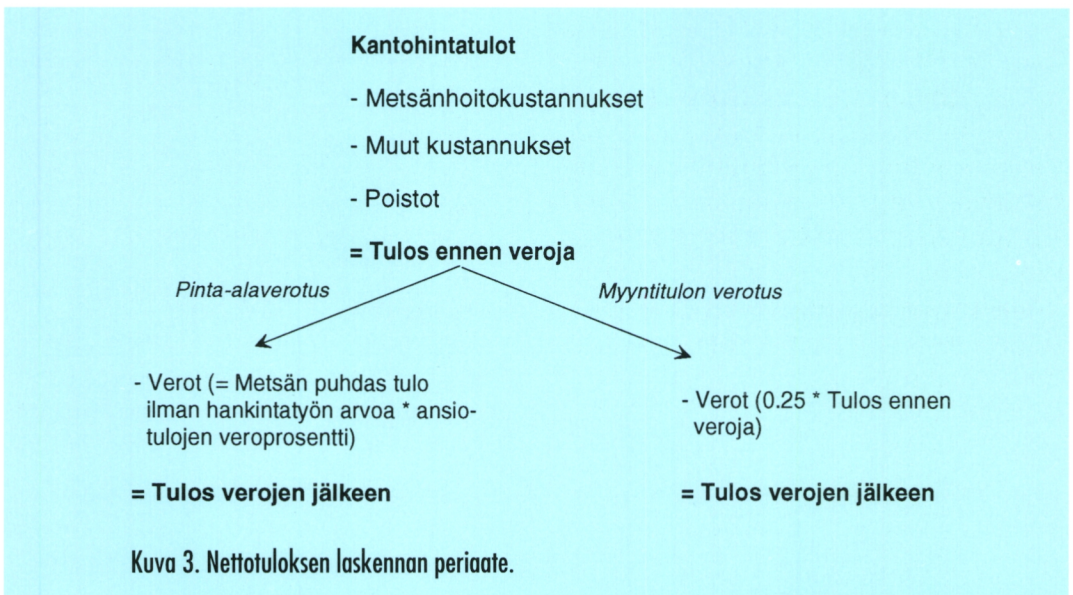 Kantohintatulot
- Metsänhoitokustannukset
- Muut kustannukset
- Poistot
= Tulos ennen veroja
Pinta-alaverotus
Myyntitulon verotus
- Verot (= Metsän puhdas tulo
ilman hankintatyön arvoa * ansio-
tulojen veroprosentti)
= Tulos verojen jälkeen
- Verot (0.25 * Tulos ennen
veroja)
= Tulos verojen jälkeen
Kuva 3. Nettotuloksen laskennan periaate.